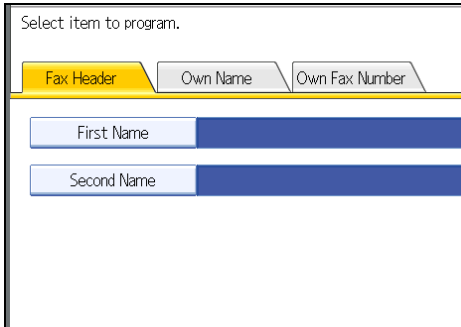 Select item to program.
Fax Header Own Name Own Fax Number
First Name
Second Name